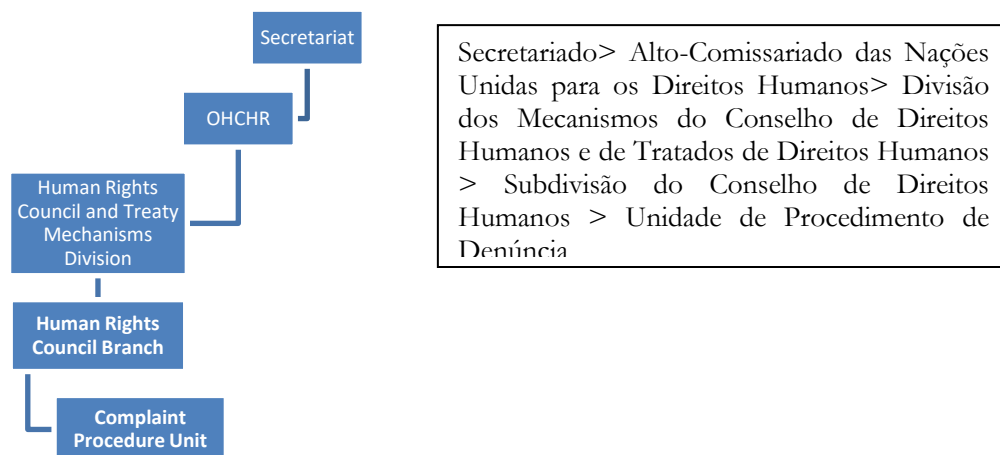 Secretariat
OHCHR
Human Rights
Council and Treaty
Mechanisms
Division
Human Rights
Council Branch
Complaint
Procedure Unit
Secretariado> Alto-Comissariado das Nações
Unidas para os Direitos Humanos> Divisão
dos Mecanismos do Conselho de Direitos
Humanos e de Tratados de Direitos Humanos
> Subdivisão do Conselho de Direitos
Humanos > Unidade de Procedimento de
Denúncia